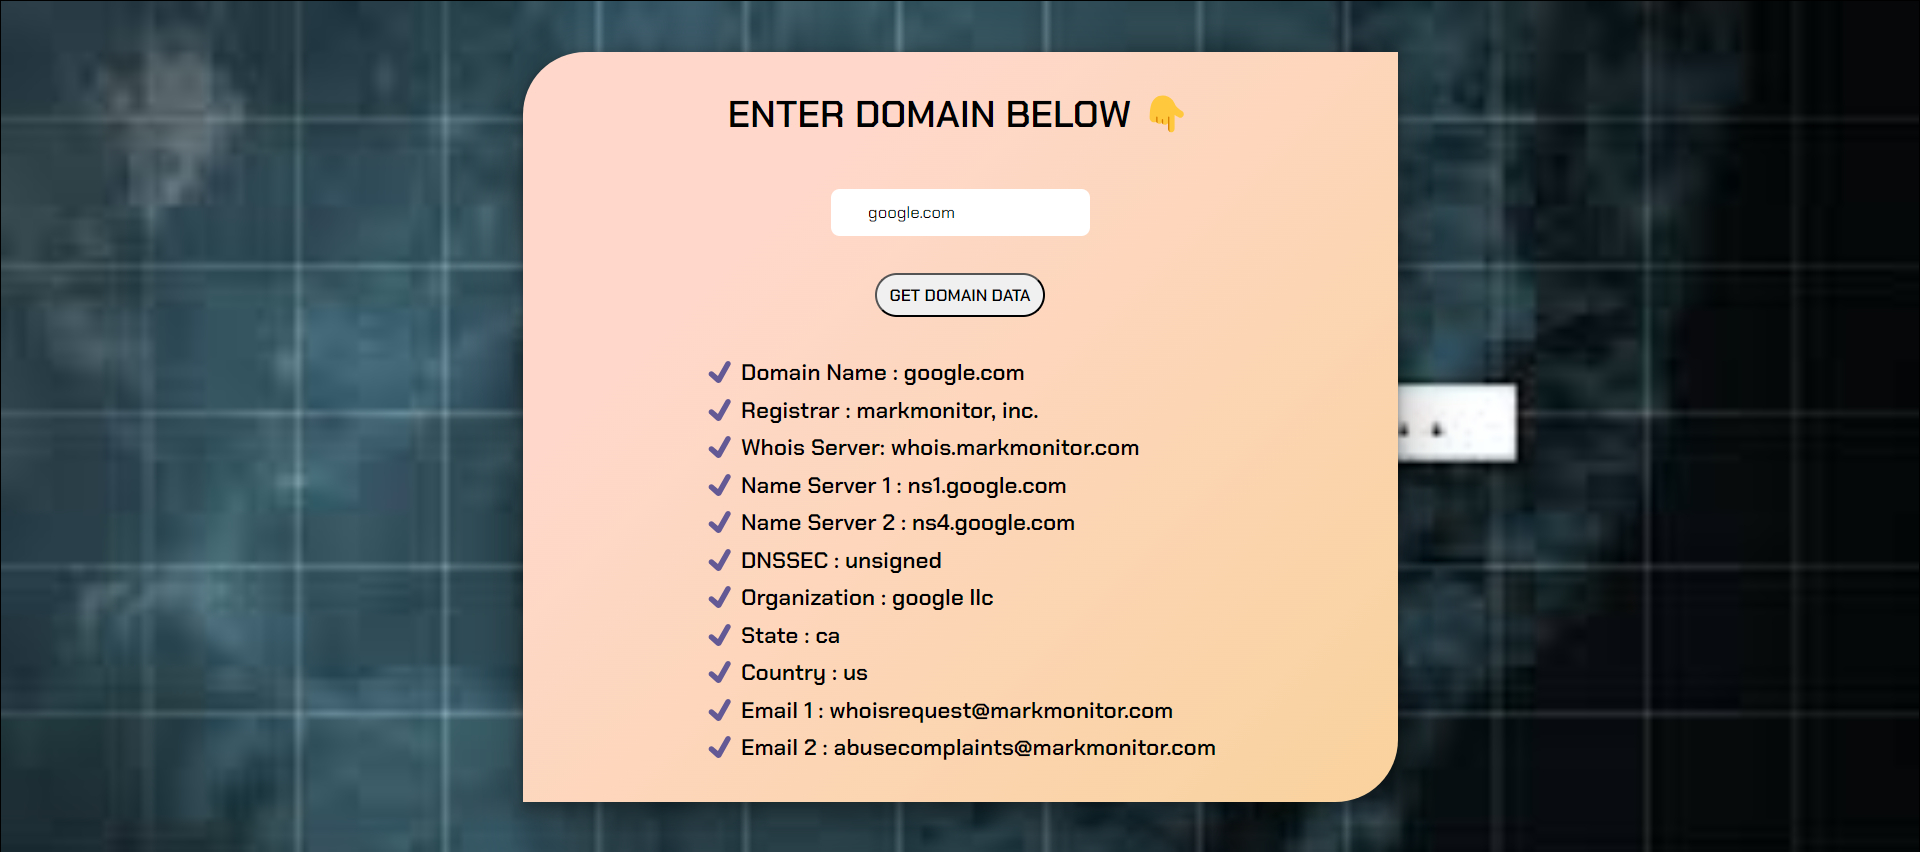 ENTER DOMAIN BELOW 👇
google.com
GET DOMAIN DATA
Domain Name : google.com
Registrar : markmonitor, inc.
Whois Server: whois.markmonitor.com
Name Server 1 : ns1.google.com
Name Server 2 : ns4.google.com
DNSSEC : unsigned
Organization : google llc
State : ca
Country : us
Email 1 : whoisrequest@markmonitor.com
Email 2 : abusecomplaints@markmonitor.com